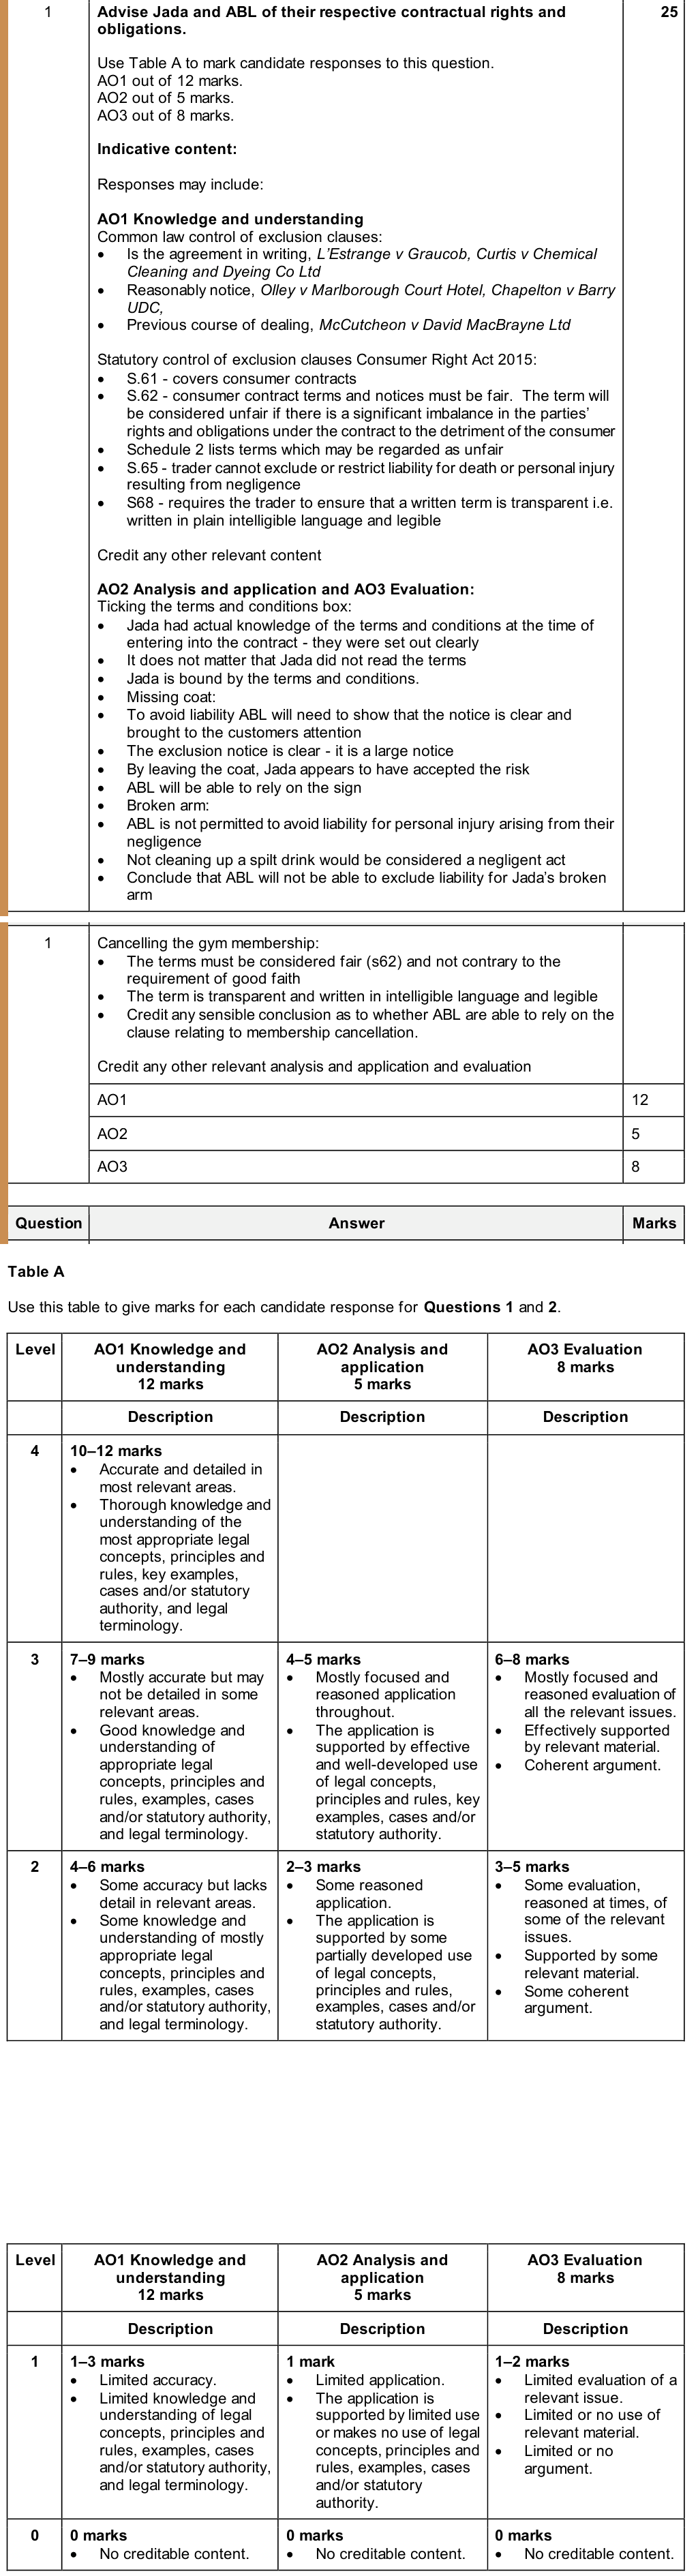 1
Advise Jada and ABL of their respective contractual rights and
25
obligations.
Use Table A to mark candidate responses to this question.
AO1 out of 12 marks.
AO2 out of 5 marks.
AO3 out of 8 marks.
Indicative content:
Responses may include:
AO1 Knowledge and understanding
Common law control of exclusion clauses:
• Is the agreement in writing, L'Estrange v Graucob, Curtis v Chemical
Cleaning and Dyeing Co Ltd
• Reasonably notice, Olley v Marlborough Court Hotel, Chapelton v Barry
UDC,
• Previous course of dealing, McCutcheon v David MacBrayne Ltd
Statutory control of exclusion clauses Consumer Right Act 2015:
• S.61 - covers consumer contracts
• S.62 - consumer contract terms and notices must be fair. The term will
be considered unfair if there is a significant imbalance in the parties'
rights and obligations under the contract to the detriment of the consumer
• Schedule 2 lists terms which may be regarded as unfair
• S.65 - trader cannot exclude or restrict liability for death or personal injury
resulting from negligence
• S68 - requires the trader to ensure that a written term is transparent i.e.
written in plain intelligible language and legible
Credit any other relevant content
AO2 Analysis and application and AO3 Evaluation:
Ticking the terms and conditions box:
• Jada had actual knowledge of the terms and conditions at the time of
entering into the contract - they were set out clearly
• It does not matter that Jada did not read the terms
• Jada is bound by the terms and conditions.
• Missing coat:
• To avoid liability ABL will need to show that the notice is clear and
brought to the customers attention
• The exclusion notice is clear - it is a large notice
• By leaving the coat, Jada appears to have accepted the risk
• ABL will be able to rely on the sign
• Broken arm:
• ABL is not permitted to avoid liability for personal injury arising from their
negligence
• Not cleaning up a spilt drink would be considered a negligent act
• Conclude that ABL will not be able to exclude liability for Jada's broken
arm
1
Cancelling the gym membership:
• The terms must be considered fair (s62) and not contrary to the
requirement of good faith
• The term is transparent and written in intelligible language and legible
• Credit any sensible conclusion as to whether ABL are able to rely on the
clause relating to membership cancellation.
Credit any other relevant analysis and application and evaluation
AO1 12
AO2 5
AO3 8
Question Answer Marks
Table A
Use this table to give marks for each candidate response for Questions 1 and 2.
Level
AO1 Knowledge and
understanding
12 marks
AO2 Analysis and
application
5 marks
AO3 Evaluation
8 marks
Description Description Description
4
10–12 marks
• Accurate and detailed in
most relevant areas.
• Thorough knowledge and
understanding of the
most appropriate legal
concepts, principles and
rules, key examples,
cases and/or statutory
authority, and legal
terminology.
3
7–9 marks
• Mostly accurate but may
not be detailed in some
relevant areas.
• Good knowledge and
understanding of
appropriate legal
concepts, principles and
rules, examples, cases
and/or statutory authority,
and legal terminology.
4–5 marks
• Mostly focused and
reasoned application
throughout.
• The application is
supported by effective
and well-developed use
of legal concepts,
principles and rules, key
examples, cases and/or
statutory authority.
6–8 marks
• Mostly focused and
reasoned evaluation of
all the relevant issues.
• Effectively supported
by relevant material.
• Coherent argument.
2
4–6 marks
• Some accuracy but lacks
detail in relevant areas.
• Some knowledge and
understanding of mostly
appropriate legal
concepts, principles and
rules, examples, cases
and/or statutory authority,
and legal terminology.
2–3 marks
• Some reasoned
application.
• The application is
supported by some
partially developed use
of legal concepts,
principles and rules,
examples, cases and/or
statutory authority.
3–5 marks
• Some evaluation,
reasoned at times, of
some of the relevant
issues.
• Supported by some
relevant material.
• Some coherent
argument.
Level
AO1 Knowledge and
understanding
12 marks
AO2 Analysis and
application
5 marks
AO3 Evaluation
8 marks
Description Description Description
1
1–3 marks
• Limited accuracy.
• Limited knowledge and
understanding of legal
concepts, principles and
rules, examples, cases
and/or statutory authority,
and legal terminology.
1 mark
• Limited application.
• The application is
supported by limited use
or makes no use of legal
concepts, principles and
rules, examples, cases
and/or statutory
authority.
1–2 marks
• Limited evaluation of a
relevant issue.
• Limited or no use of
relevant material.
• Limited or no
argument.
0
0 marks
• No creditable content.
0 marks
• No creditable content.
0 marks
• No creditable content.